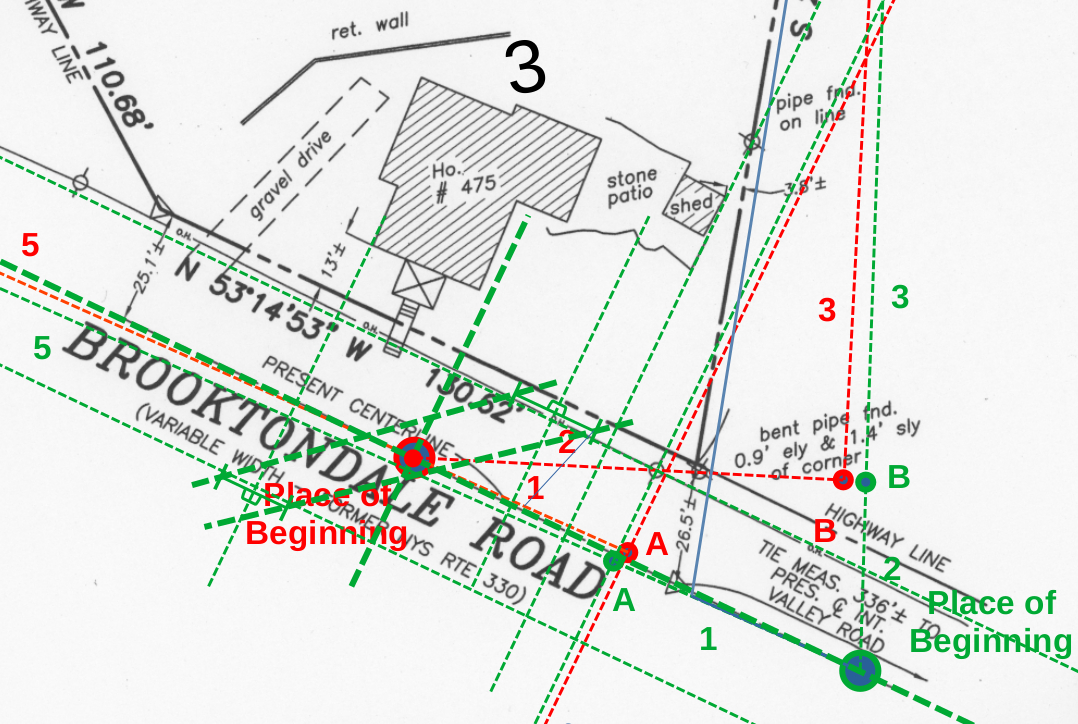 W
HWAY LINE
110.68'
ret. wall
3
S
pipe fnd.
on line
gravel drive
Ho.
# 475
stone
patio
shed
3.8'±
O.H.
25.1'±
13'±
5
N 53°14'53" W
O.H.
3
3
5
BROOKTONDALE ROAD
PRESENT CENTERLINE
(VARIABLE WIDTH - FORMER NYS RTE 330)
130.52'
2
1
bent pipe fnd.
0.9' ely & 1.4' sly
of corner
B
Place of
Beginning
26.5'±
A
A
B
HIGHWAY LINE
O.H.
2
TIE MEAS. 336'± TO
PRES. ℄ INT.
VALLEY ROAD
Place of
Beginning
1